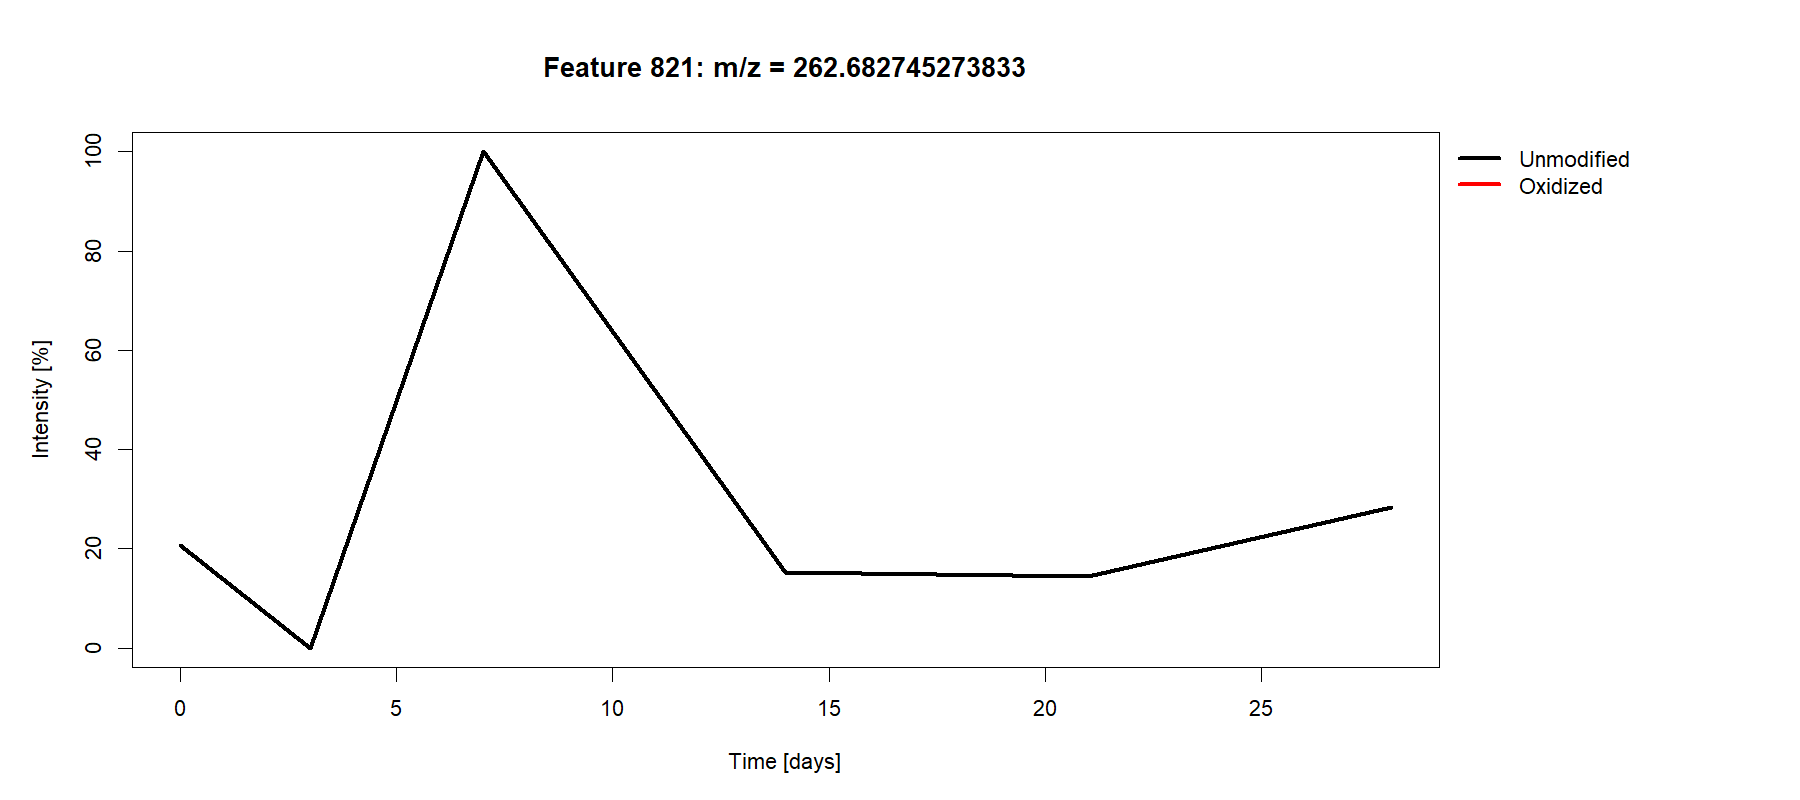 Feature 821: m/z = 262.682745273833
Unmodified
Oxidized
Intensity [%]
100
80
60
40
20
0
0 5 10 15 20 25
Time [days]